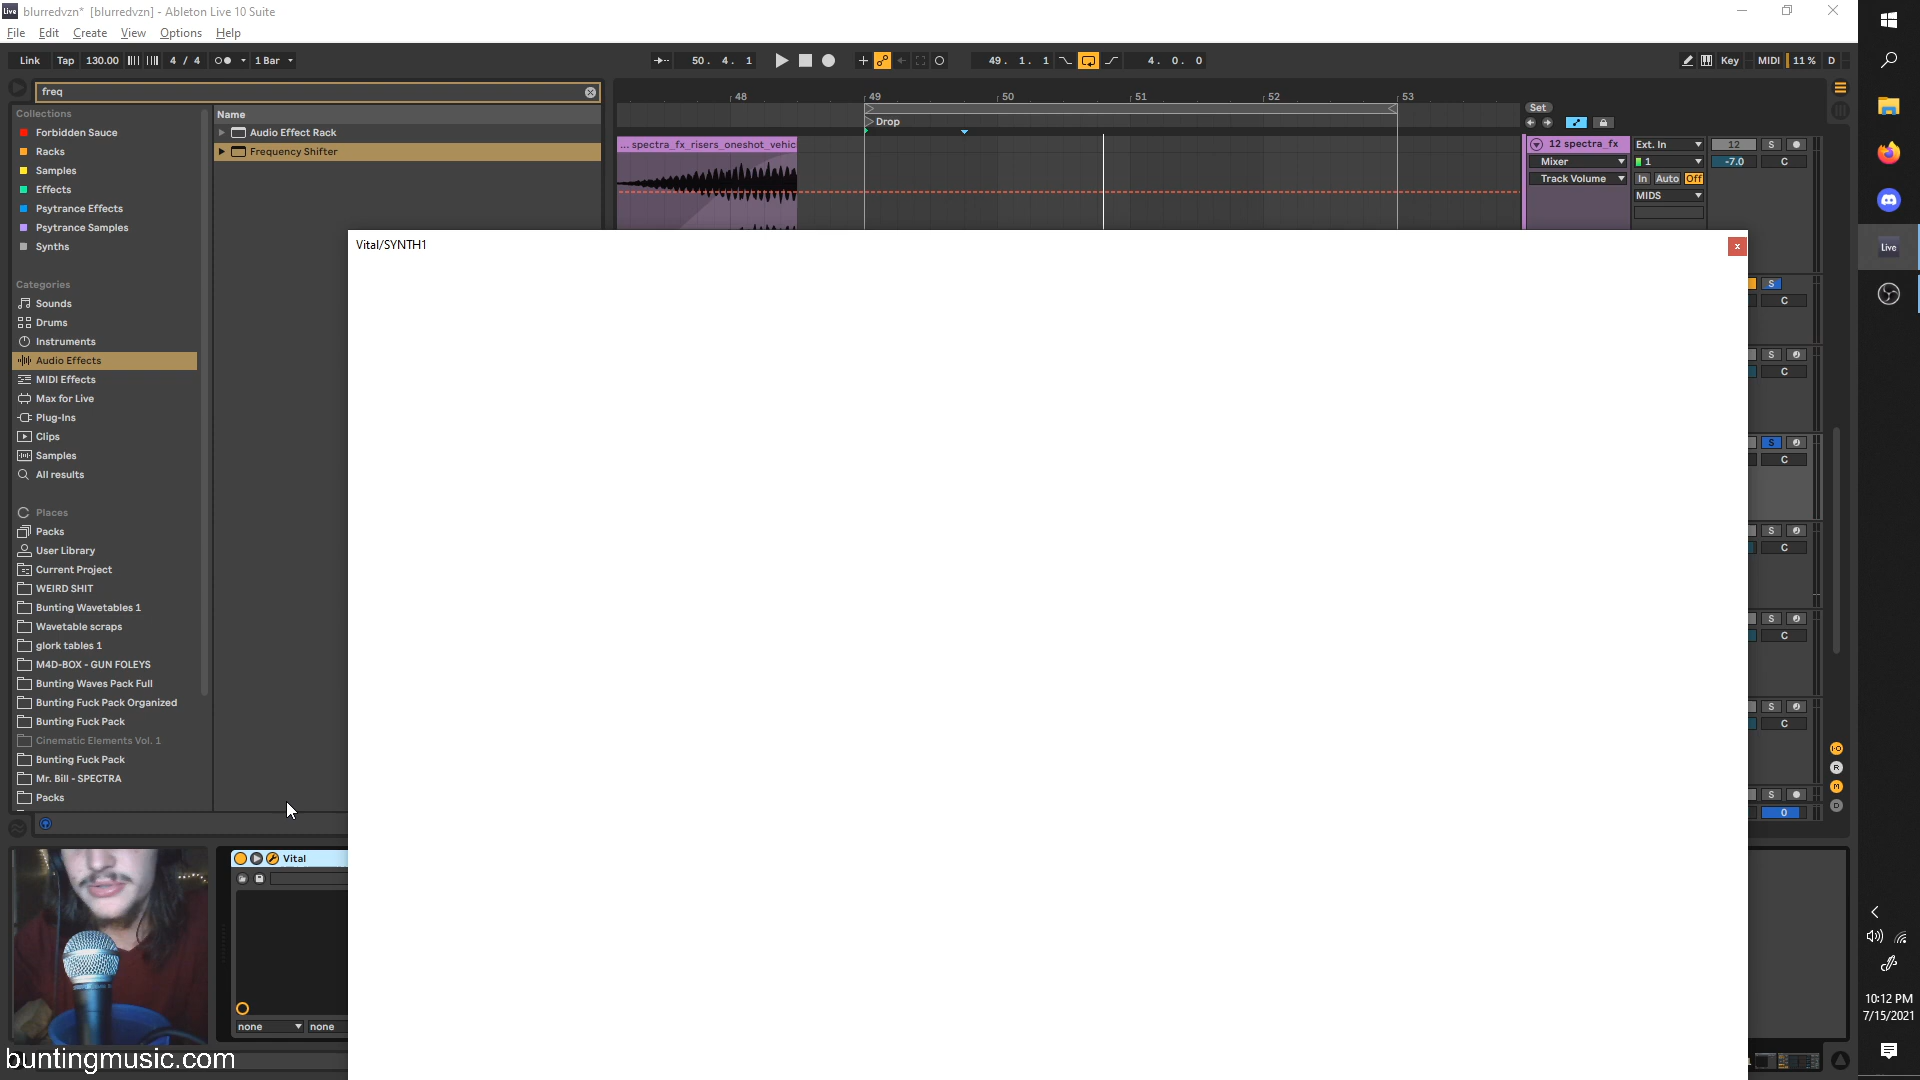 Live blurredvzn* [blurredvzn] - Ableton Live 10 Suite
File Edit Create View Options Help
Link Tap 130.00 4 / 4 1 Bar 50. 4. 1 49. 1. 1 4. 0. 0 Key MIDI 11 % D
freq
Collections
Forbidden Sauce
Racks
Samples
Effects
Psytrance Effects
Psytrance Samples
Synths
Categories
Sounds
Drums
Instruments
Audio Effects
MIDI Effects
Max for Live
Plug-Ins
Clips
Samples
All results
Places
Packs
User Library
Current Project
WEIRD SHIT
Bunting Wavetables 1
Wavetable scraps
glork tables 1
M4D-BOX - GUN FOLEYS
Bunting Waves Pack Full
Bunting Fuck Pack Organized
Bunting Fuck Pack
Cinematic Elements Vol. 1
Bunting Fuck Pack
Mr. Bill - SPECTRA
Packs
Name
Audio Effect Rack
Frequency Shifter
48 49 50 51 52 53
Drop
Set
... spectra_fx_risers_oneshot_vehic
12 spectra_fx Ext. In 12 S
Mixer 1 -7.0 C
Track Volume In Auto Off
MIDS
Vital/SYNTH1 x
S
C
S
C
S
C
S
C
S
C
S
C
S
0
I-O
R
M
D
Vital
none none
Live
10:12 PM
7/15/2021
buntingmusic.com